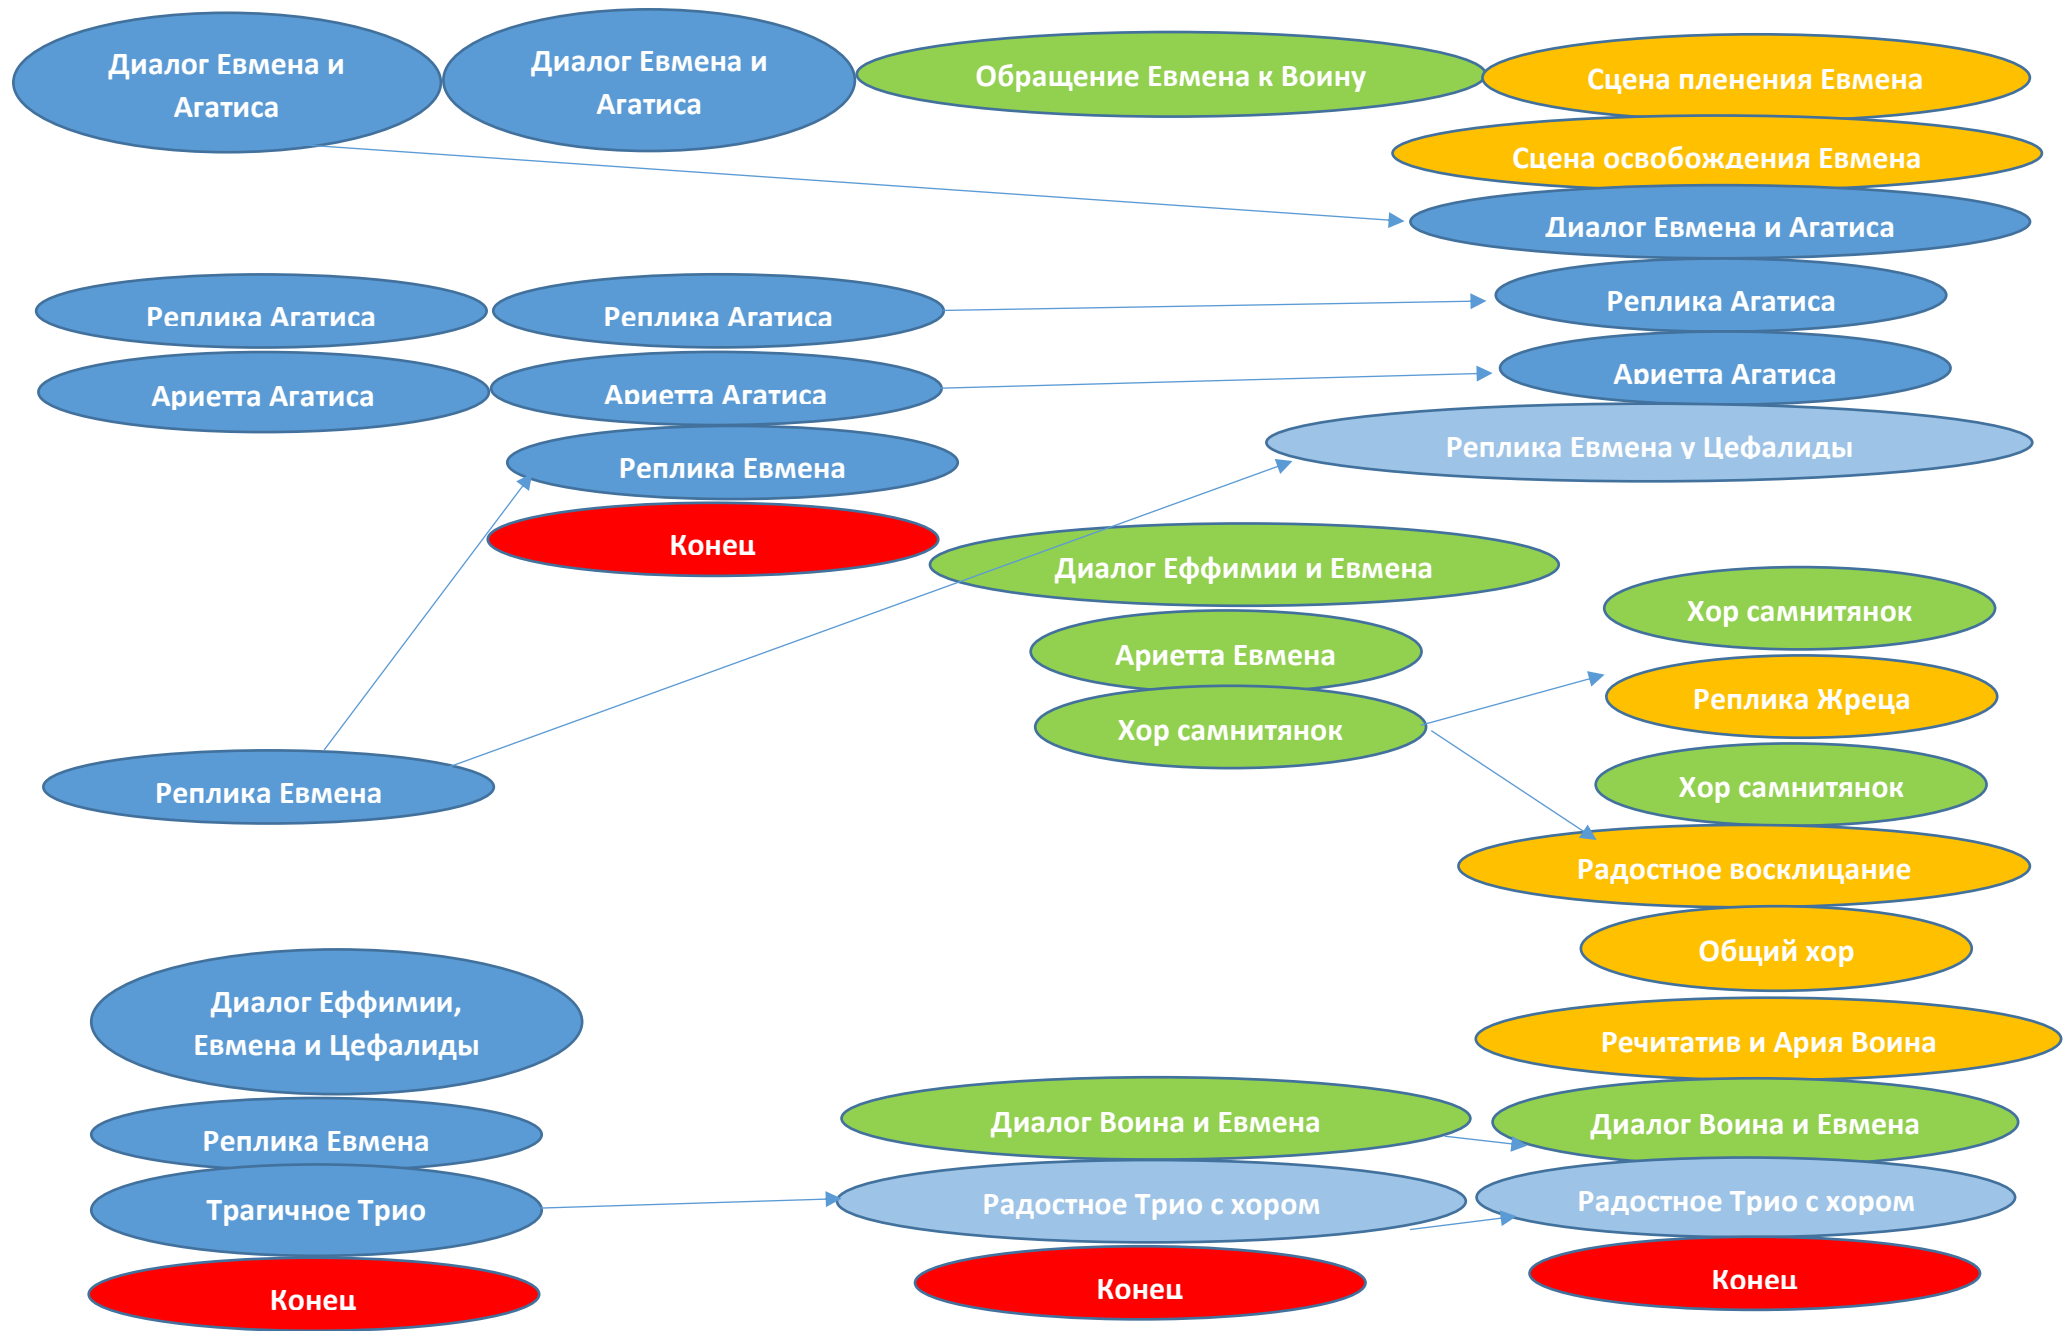 Диалог Евмена и
Агатиса
Диалог Евмена и
Агатиса
Обращение Евмена к Воину
Сцена пленения Евмена
Сцена освобождения Евмена
Диалог Евмена и Агатиса
Реплика Агатиса
Реплика Агатиса
Реплика Агатиса
Ариетта Агатиса
Ариетта Агатиса
Ариетта Агатиса
Реплика Евмена
Реплика Евмена у Цефалиды
Конец
Диалог Еффимии и Евмена
Хор самнитянок
Ариетта Евмена
Реплика Жреца
Хор самнитянок
Реплика Евмена
Хор самнитянок
Радостное восклицание
Общий хор
Диалог Еффимии,
Евмена и Цефалиды
Речитатив и Ария Воина
Реплика Евмена
Диалог Воина и Евмена
Диалог Воина и Евмена
Трагичное Трио
Радостное Трио с хором
Радостное Трио с хором
Конец
Конец
Конец